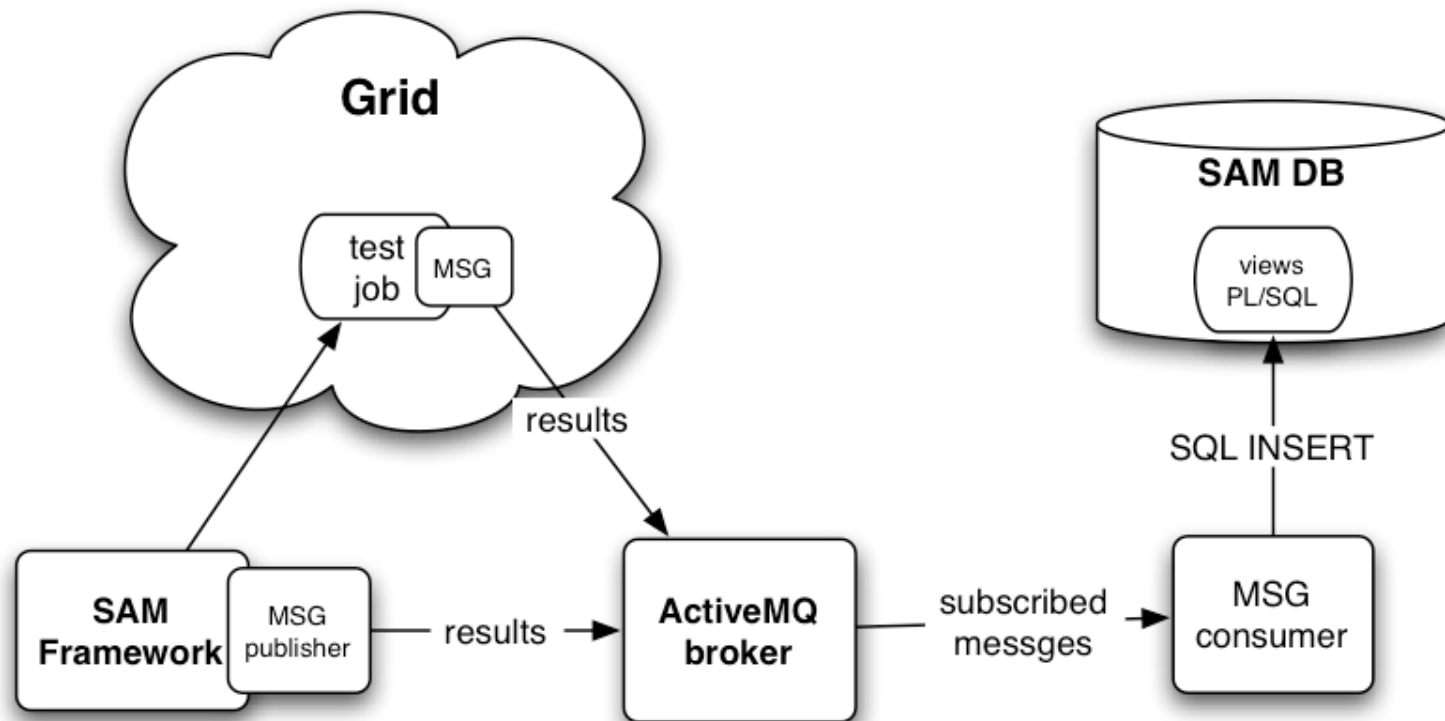 Grid
test
job
MSG
results
SAM DB
views
PL/SQL
SQL INSERT
SAM
Framework
MSG
publisher
results
ActiveMQ
broker
subscribed
messges
MSG
consumer